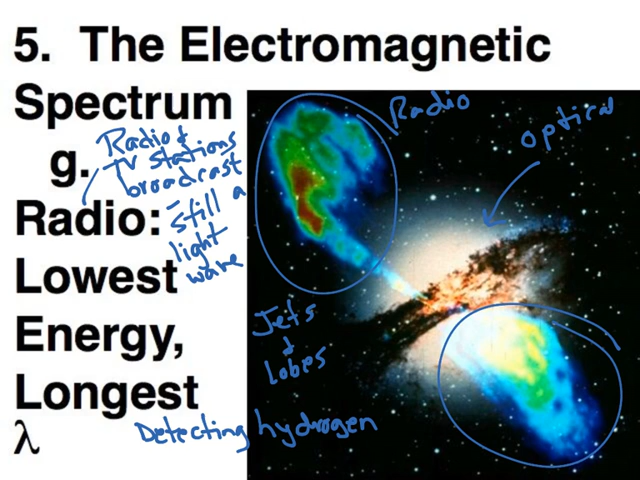 5. The Electromagnetic
Spectrum
g.
Radio:
Lowest
Energy,
Longest
λ
Radio &
TV stations
broadcast
still a
light
wave
Radio
optical
Jets
&
lobes
Detecting hydrogen